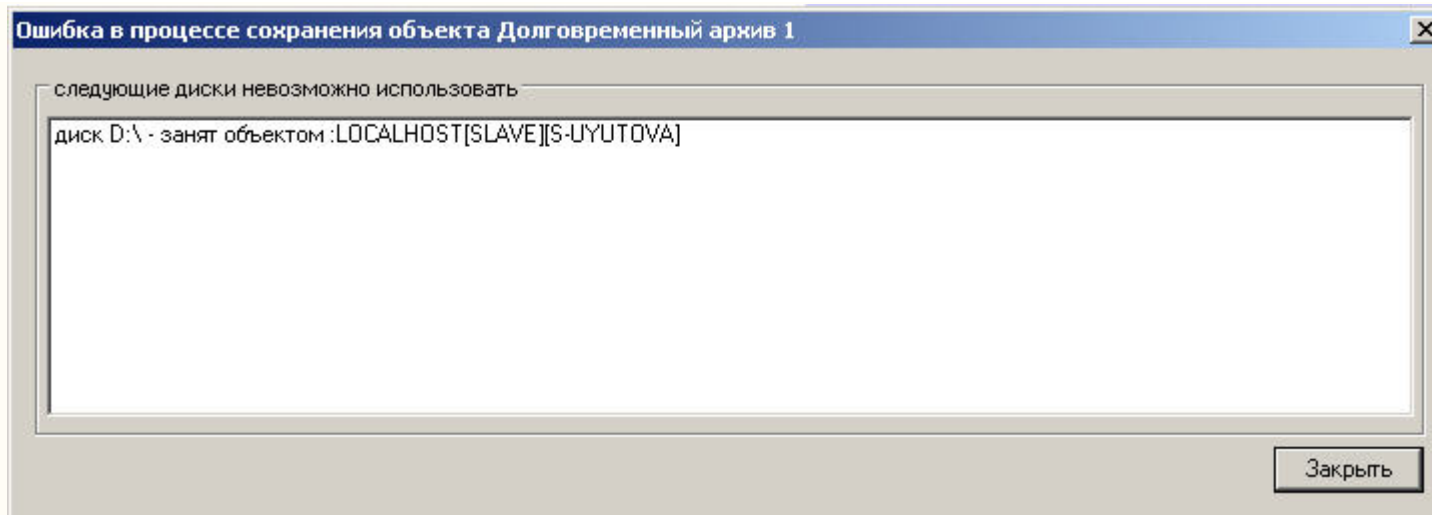 Ошибка в процессе сохранения объекта Долговременный архив 1
следующие диски невозможно использовать
диск D:\ - занят объектом :LOCALHOST[SLAVE][S-UYUTOVA]
Закрыть